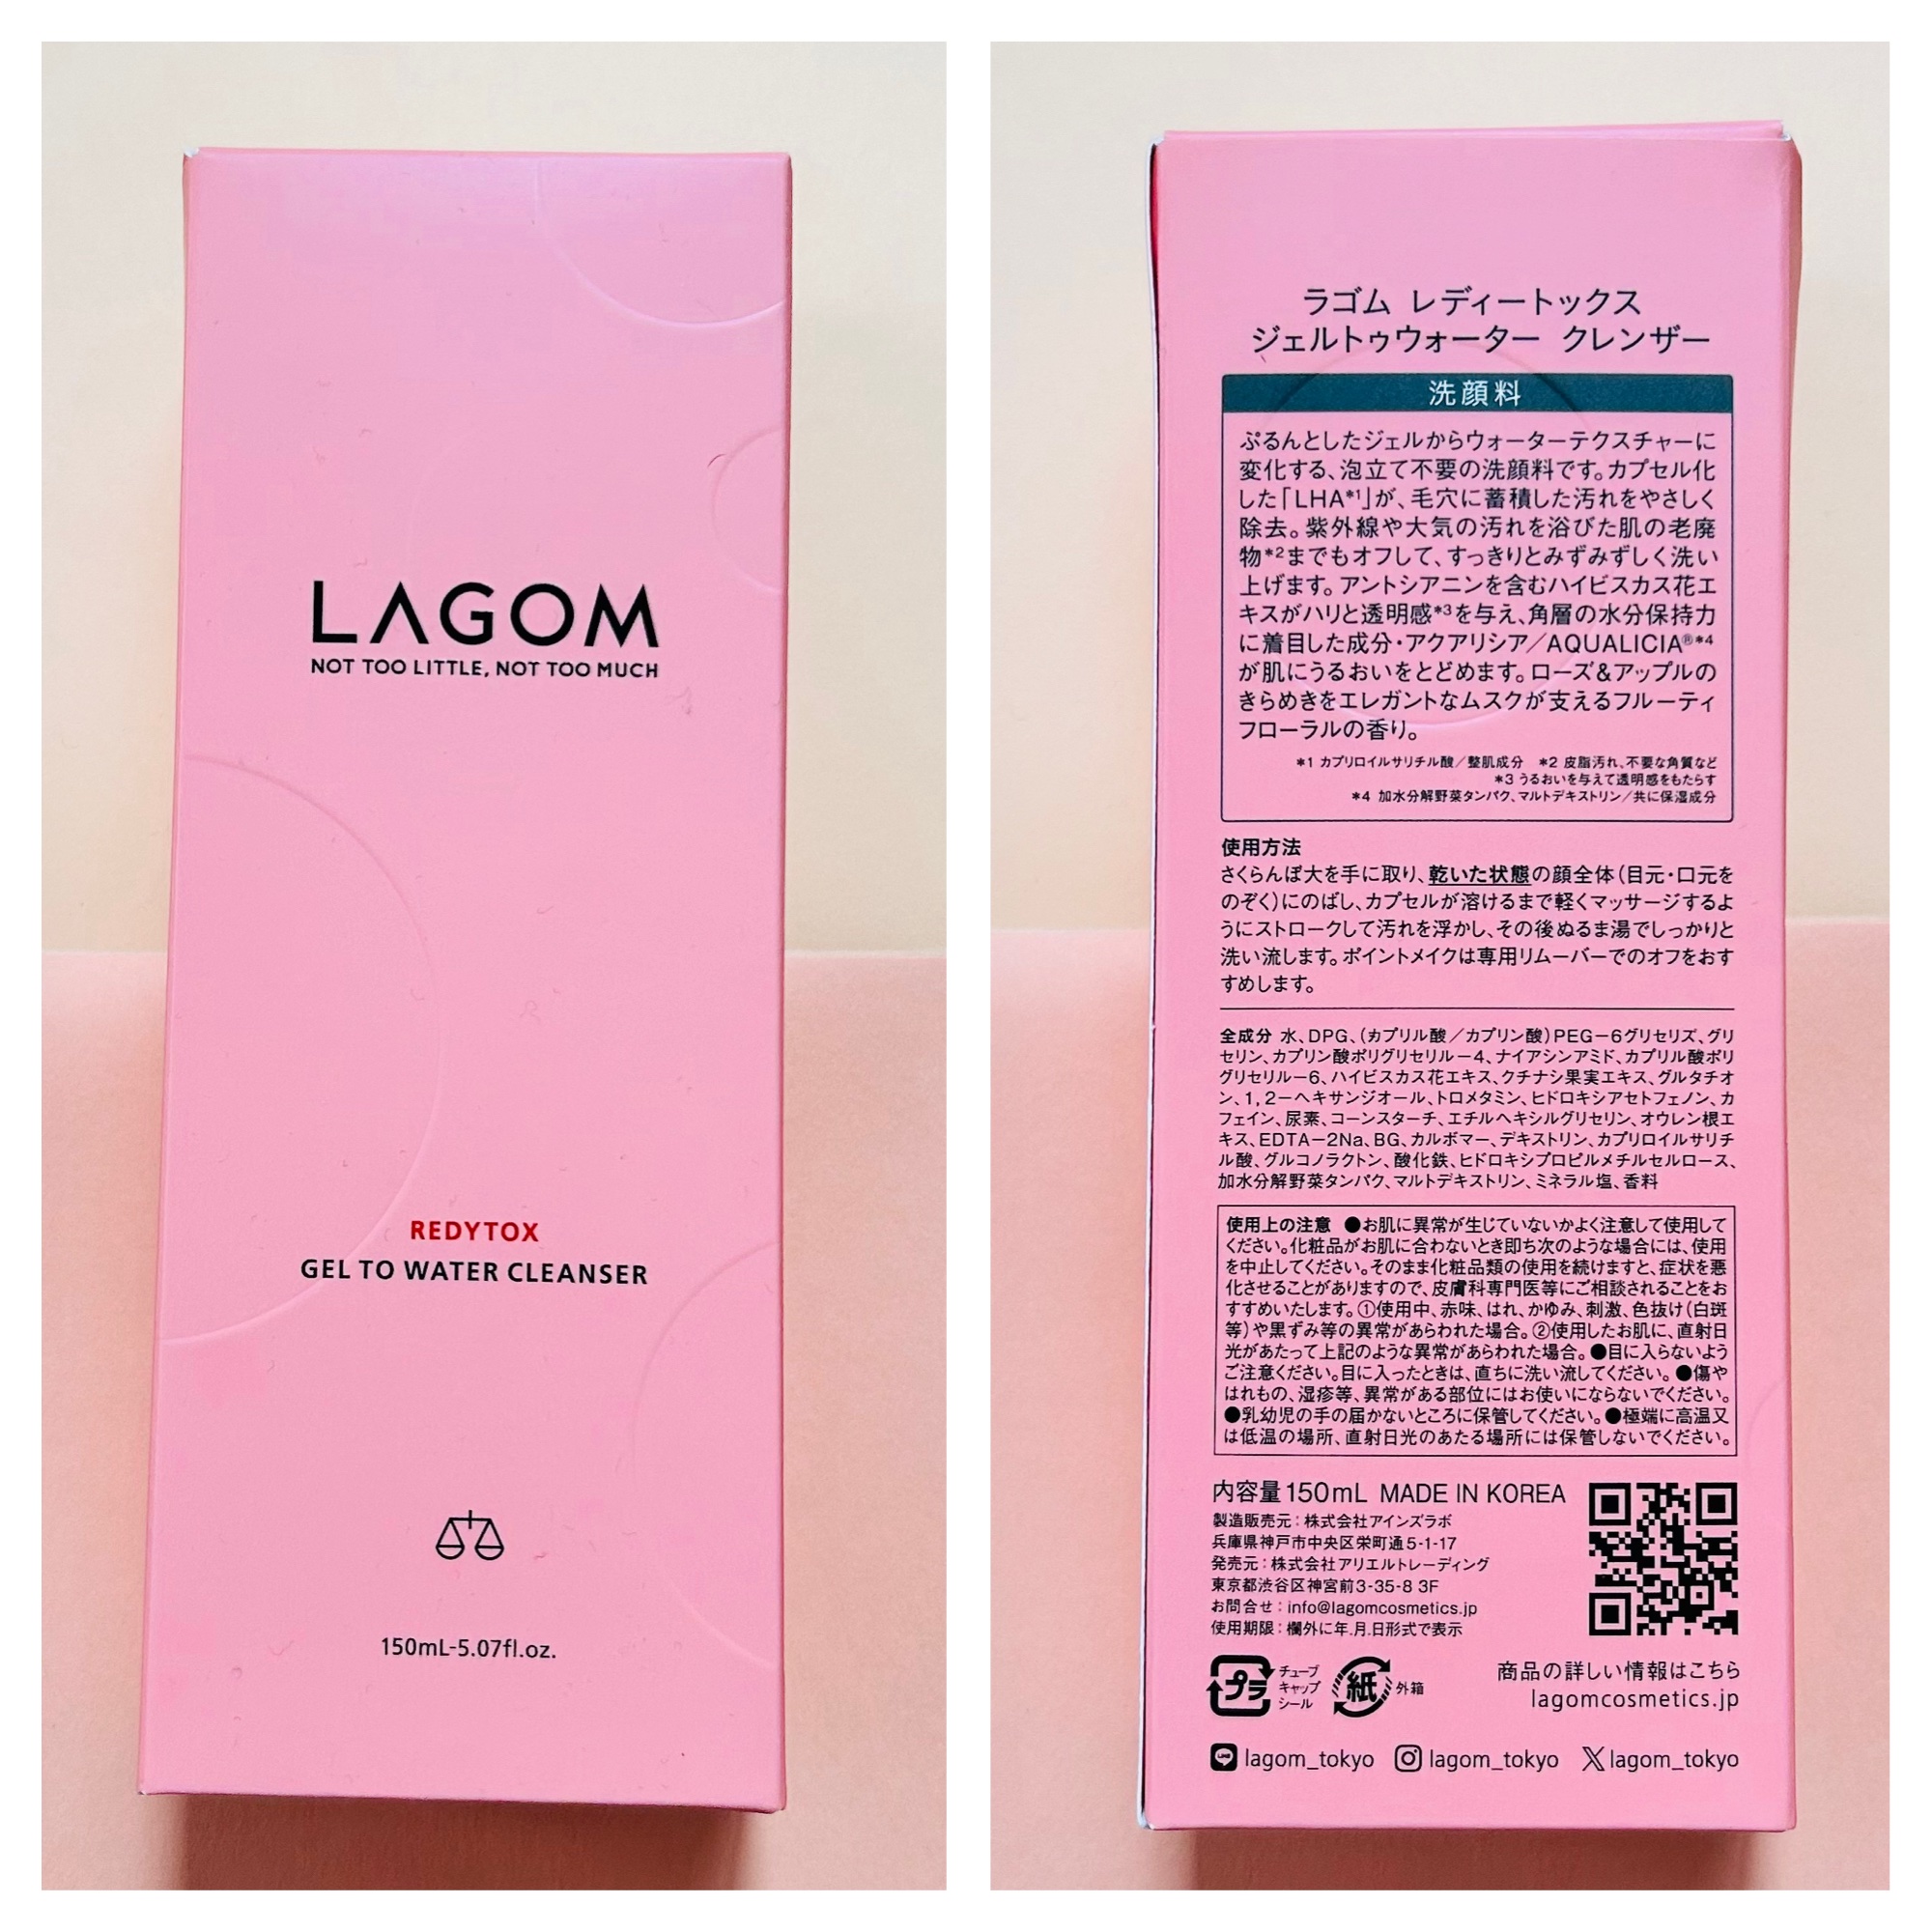 LAGOM
NOT TOO LITTLE, NOT TOO MUCH
REDYTOX
GEL TO WATER CLEANSER
150mL-5.07fl.oz.
ラゴム レディートックス
ジェルトゥウォーター クレンザー
洗顔料
ぷるんとしたジェルからウォーターテクスチャーに
変化する、泡立て不要の洗顔料です。カプセル化
した「LHA*1」が、毛穴に蓄積した汚れをやさしく
除去。紫外線や大気の汚れを浴びた肌の老廃
物*2までもオフして、すっきりとみずみずしく洗い
上げます。アントシアニンを含むハイビスカス花エ
キスがハリと透明感*3を与え、角層の水分保持力
に着目した成分・アクアリシア／AQUALICIA®*4
が肌にうるおいをとどめます。ローズ&アップルの
きらめきをエレガントなムスクが支えるフルーティ
フローラルの香り。
*1 カプリロイルサリチル酸／整肌成分 *2 皮脂汚れ、不要な角質など
*3 うるおいを与えて透明感をもたらす
*4 加水分解野菜タンパク、マルトデキストリン／共に保湿成分
使用方法
さくらんぼ大を手に取り、乾いた状態の顔全体（目元・口元を
のぞく）にのばし、カプセルが溶けるまで軽くマッサージするよ
うにストロークして汚れを浮かし、その後ぬるま湯でしっかりと
洗い流します。ポイントメイクは専用リムーバーでのオフをおす
すめします。
全成分 水、DPG、（カプリル酸／カプリン酸）PEG－6グリセリズ、グリ
セリン、カプリン酸ポリグリセリル－4、ナイアシンアミド、カプリル酸ポリ
グリセリル－6、ハイビスカス花エキス、クチナシ果実エキス、グルタチオ
ン、1,2－ヘキサンジオール、トロメタミン、ヒドロキシアセトフェノン、カ
フェイン、尿素、コーンスターチ、エチルヘキシルグリセリン、オウレン根エ
キス、EDTA－2Na、BG、カルボマー、デキストリン、カプリロイルサリチ
ル酸、グルコノラクトン、酸化鉄、ヒドロキシプロピルメチルセルロース、
加水分解野菜タンパク、マルトデキストリン、ミネラル塩、香料
使用上の注意 ●お肌に異常が生じていないかよく注意して使用して
ください。化粧品がお肌に合わないとき即ち次のような場合には、使用
を中止してください。そのまま化粧品類の使用を続けますと、症状を悪
化させることがありますので、皮膚科専門医等にご相談されることをお
すすめいたします。①使用中、赤味、はれ、かゆみ、刺激、色抜け（白斑
等）や黒ずみ等の異常があらわれた場合。②使用したお肌に、直射日
光があたって上記のような異常があらわれた場合。●目に入らないよう
ご注意ください。目に入ったときは、直ちに洗い流してください。●傷や
はれもの、湿疹等、異常がある部位にはお使いにならないでください。
●乳幼児の手の届かないところに保管してください。●極端に高温又
は低温の場所、直射日光のあたる場所には保管しないでください。
内容量150mL MADE IN KOREA
製造販売元：株式会社アインズラボ
兵庫県神戸市中央区栄町通5-1-17
発売元：株式会社アリエルトレーディング
東京都渋谷区神宮前3-35-8 3F
お問合せ：info@lagomcosmetics.jp
使用期限：欄外に年.月.日形式で表示
プラ チューブ
キャップ
シール
紙 外箱
商品の詳しい情報はこちら
lagomcosmetics.jp
LINE lagom_tokyo lagom_tokyo X lagom_tokyo